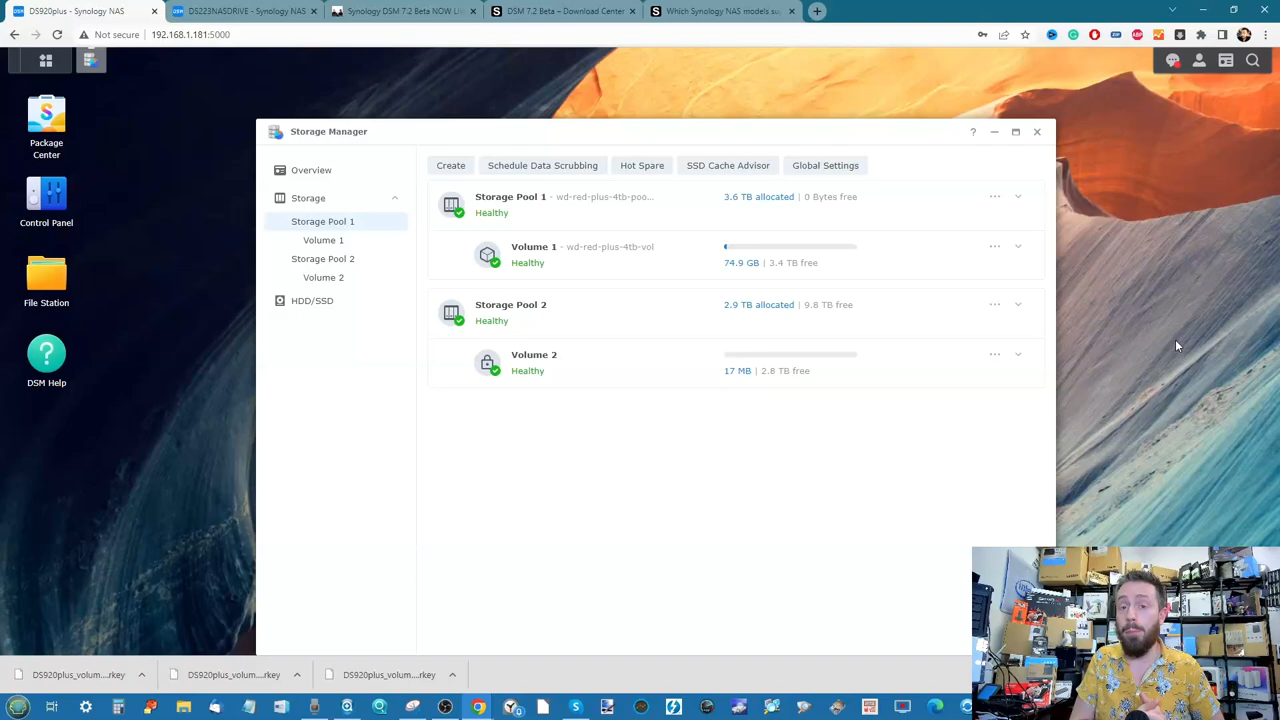 DS920plus - Synology NAS
DS223NASDRIVE - Synology NAS
Synology DSM 7.2 Beta NOW LI
DSM 7.2 Beta – Download Center
Which Synology NAS models su
Not secure
192.168.1.181:5000
Package
Center
Control Panel
File Station
DSM Help
Storage Manager
Overview
Storage
Storage Pool 1
Volume 1
Storage Pool 2
Volume 2
HDD/SSD
Create
Schedule Data Scrubbing
Hot Spare
SSD Cache Advisor
Global Settings
Storage Pool 1 - wd-red-plus-4tb-poo...
3.6 TB allocated | 0 Bytes free
Healthy
Volume 1 - wd-red-plus-4tb-vol
Healthy
74.9 GB | 3.4 TB free
Storage Pool 2
2.9 TB allocated | 9.8 TB free
Healthy
Volume 2
Healthy
17 MB | 2.8 TB free
DS920plus_volum....rkey
DS920plus_volum....rkey
DS920plus_volum....rkey